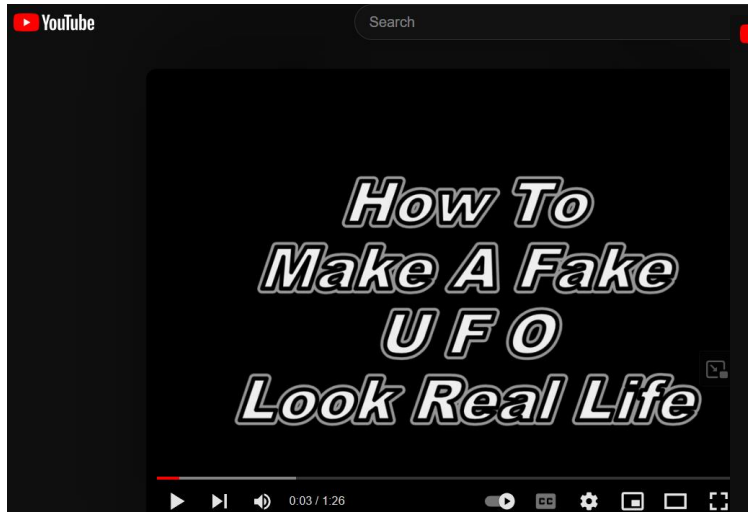 YouTube
Search
How To
Make A Fake
U F O
Look Real Life
0:03 / 1:26
CC